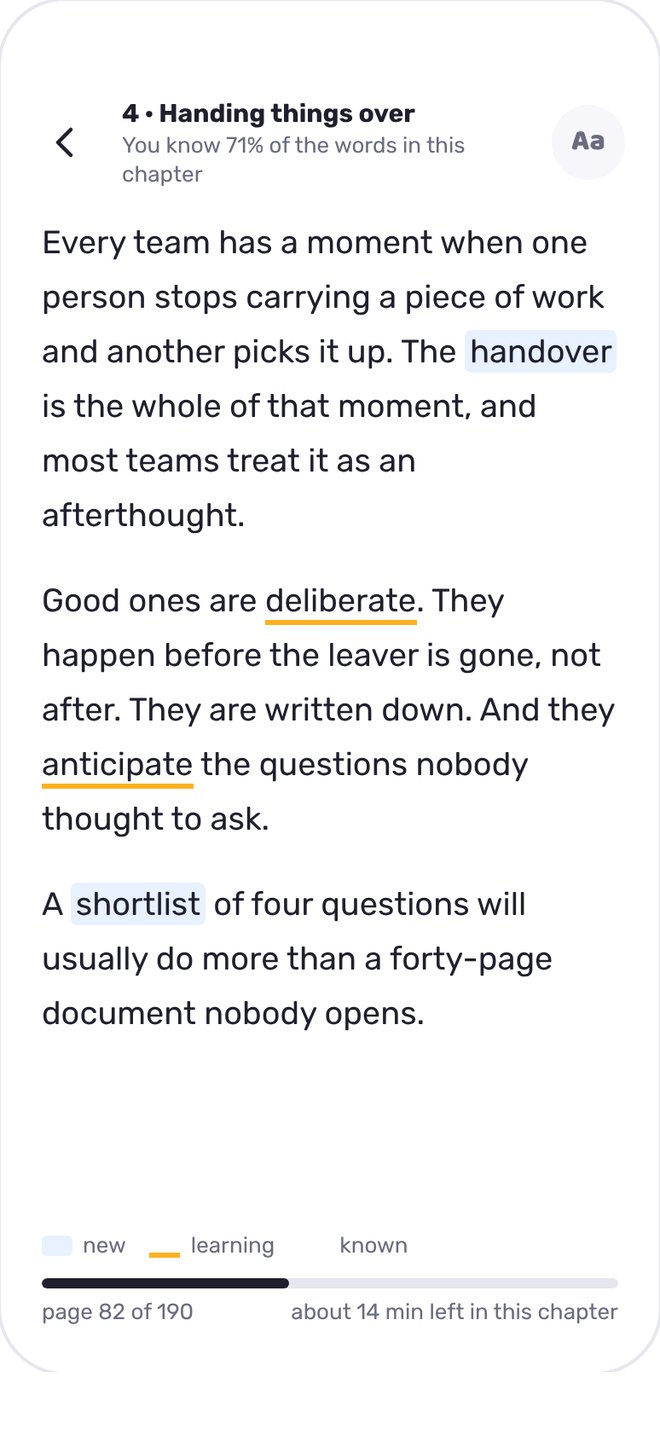 4 • Handing things over
You know 71% of the words in this
chapter
Aa
Every team has a moment when one
person stops carrying a piece of work
and another picks it up. The handover
is the whole of that moment, and
most teams treat it as an
afterthought.
Good ones are deliberate. They
happen before the leaver is gone, not
after. They are written down. And they
anticipate the questions nobody
thought to ask.
A shortlist of four questions will
usually do more than a forty-page
document nobody opens.
new learning known
page 82 of 190 about 14 min left in this chapter